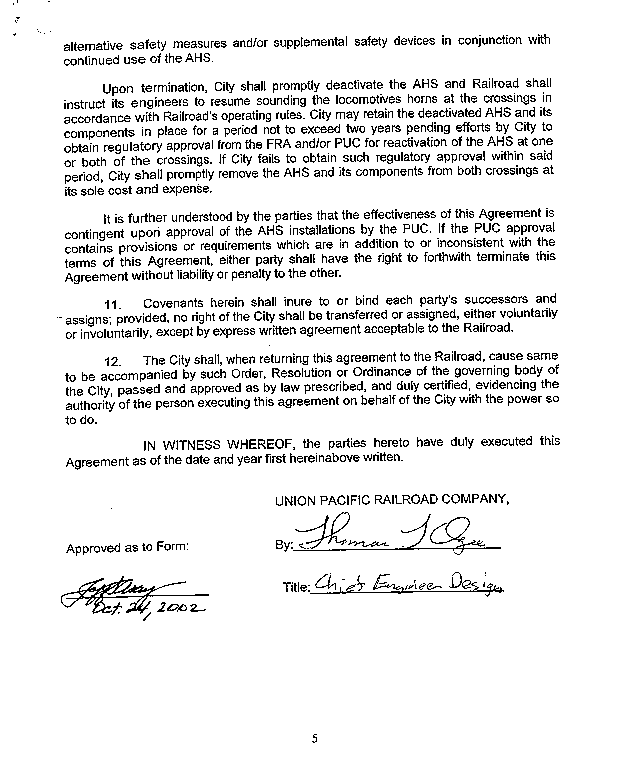 alternative safety measures and/or supplemental safety devices in conjunction with
continued use of the AHS.
Upon termination, City shall promptly deactivate the AHS and Railroad shall
instruct its engineers to resume sounding the locomotives horns at the crossings in
accordance with Railroad's operating rules. City may retain the deactivated AHS and its
components in place for a period not to exceed two years pending efforts by City to
obtain regulatory approval from the FRA and/or PUC for reactivation of the AHS at one
or both of the crossings. If City fails to obtain such regulatory approval within said
period, City shall promptly remove the AHS and its components from both crossings at
its sole cost and expense.
It is further understood by the parties that the effectiveness of this Agreement is
contingent upon approval of the AHS installations by the PUC. If the PUC approval
contains provisions or requirements which are in addition to or inconsistent with the
terms of this Agreement, either party shall have the right to forthwith terminate this
Agreement without liability or penalty to the other.
11. Covenants herein shall inure to or bind each party's successors and
assigns; provided, no right of the City shall be transferred or assigned, either voluntarily
or involuntarily, except by express written agreement acceptable to the Railroad.
12. The City shall, when returning this agreement to the Railroad, cause same
to be accompanied by such Order, Resolution or Ordinance of the governing body of
the City, passed and approved as by law prescribed, and duly certified, evidencing the
authority of the person executing this agreement on behalf of the City with the power so
to do.
IN WITNESS WHEREOF, the parties hereto have duly executed this
Agreement as of the date and year first hereinabove written.
UNION PACIFIC RAILROAD COMPANY,
Approved as to Form:
By: Thomas J Ogee
Title: Chief Engineer Design
Oct. 24, 2002
5